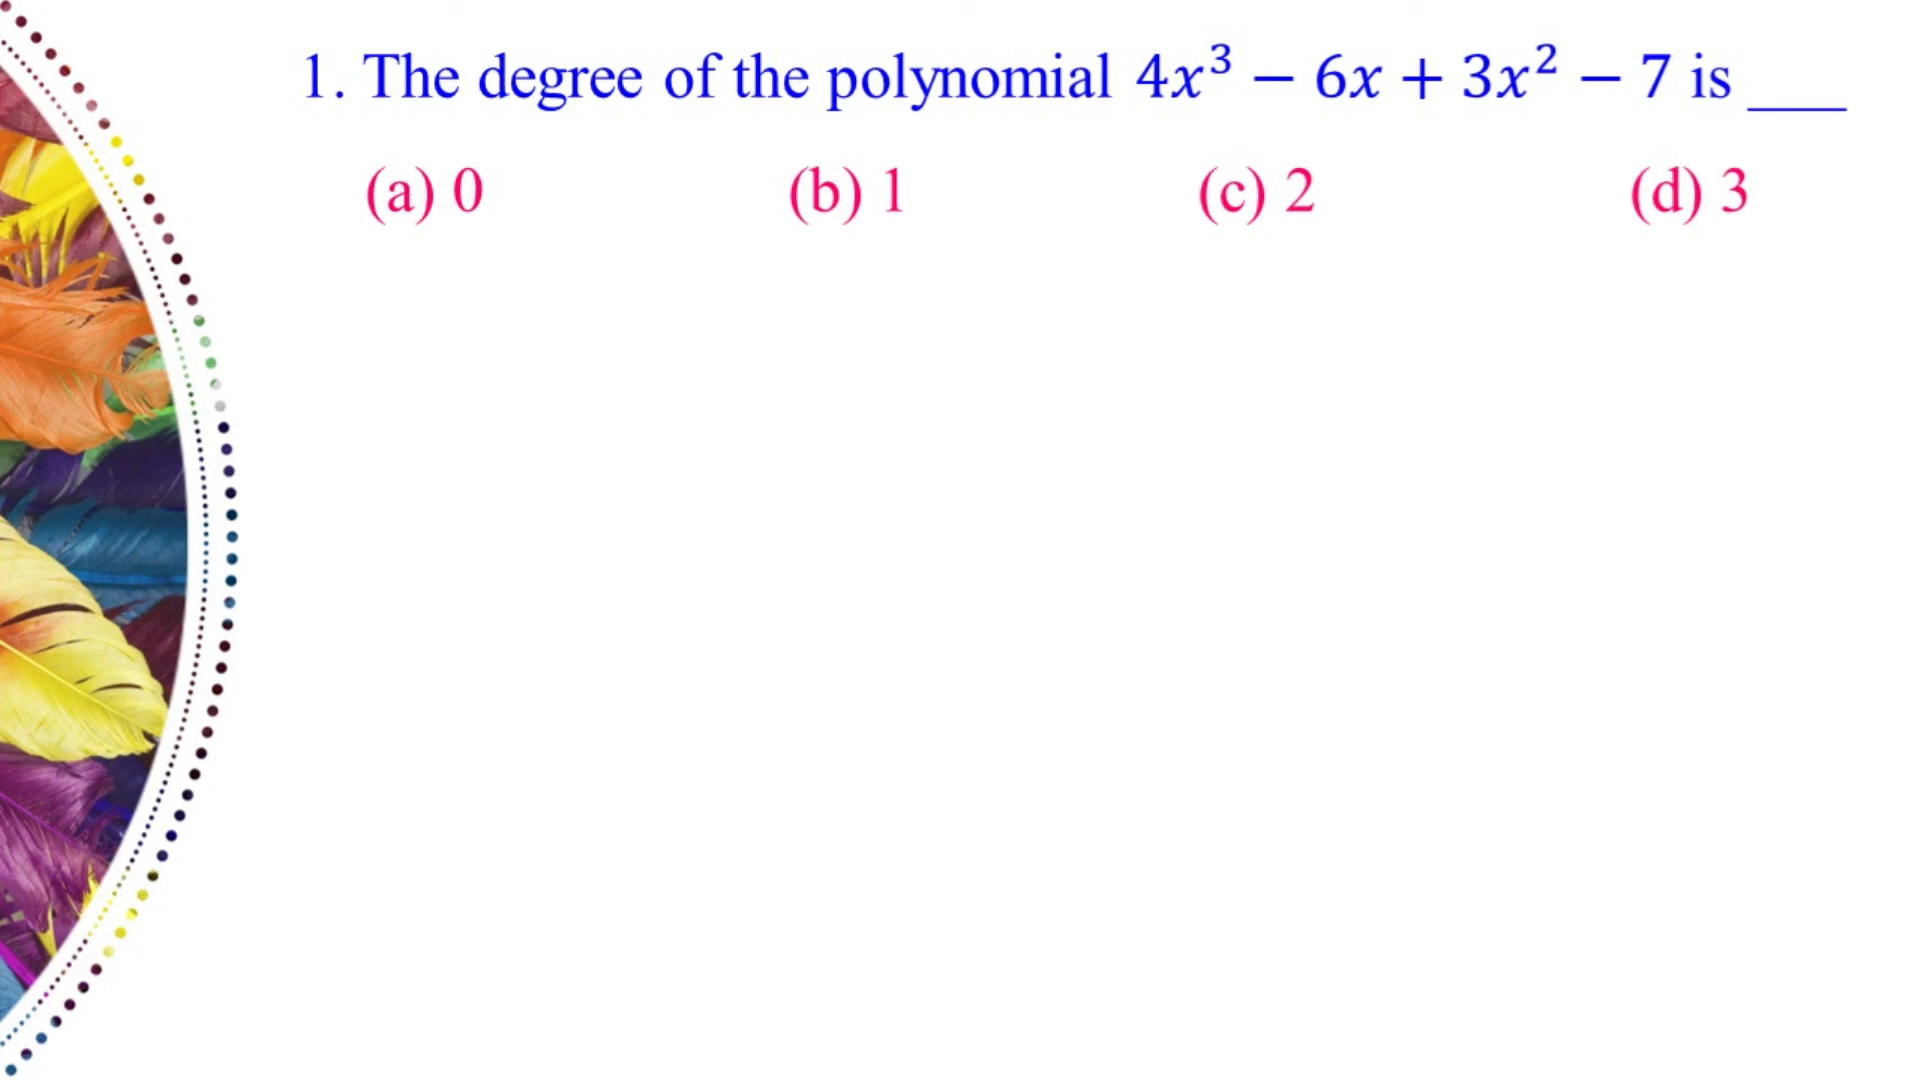 1. The degree of the polynomial 4x³ − 6x + 3x² − 7 is ___
(a) 0 (b) 1 (c) 2 (d) 3